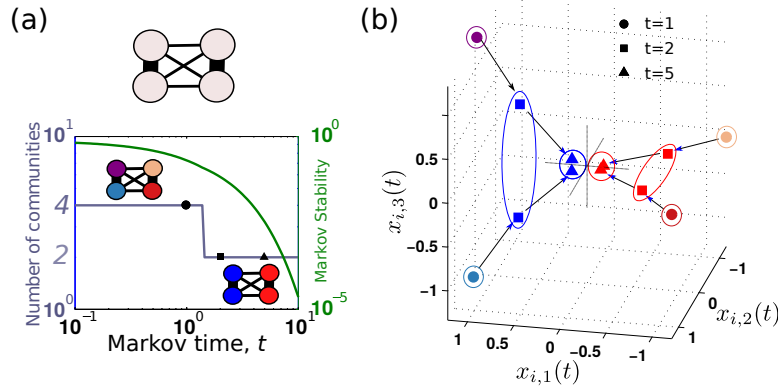 (a)
Number of communities
10^1
4
2
10^0
10^{-1}
10^0
10^1
Markov time, t
10^0
10^{-5}
Markov Stability
(b)
t=1
t=2
t=5
x_{i,3}(t)
1
0.5
0
−0.5
−1
1
0.5
0
−0.5
−1
x_{i,1}(t)
−1
0
1
x_{i,2}(t)